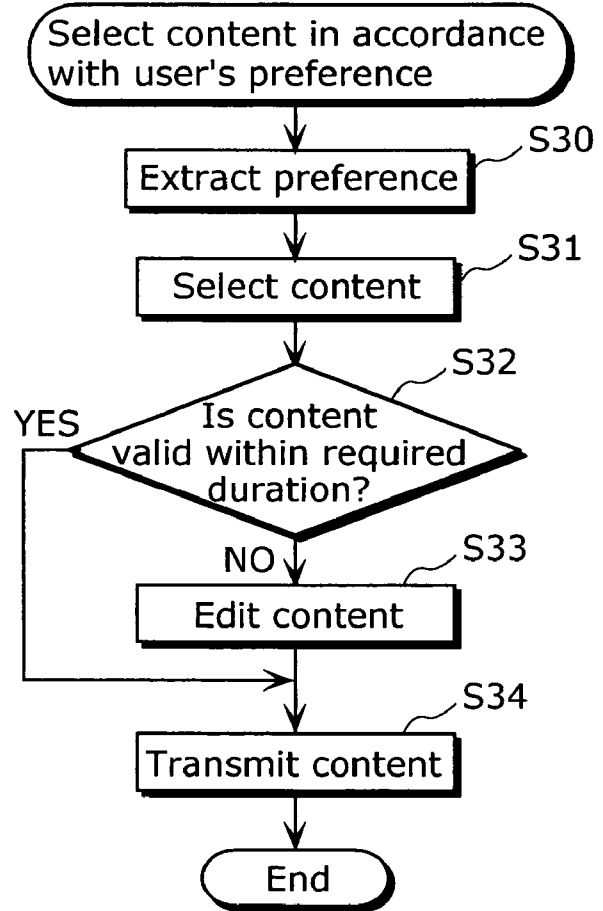 Select content in accordance
with user's preference
S30
Extract preference
S31
Select content
S32
YES
Is content
valid within required
duration?
NO
S33
Edit content
S34
Transmit content
End